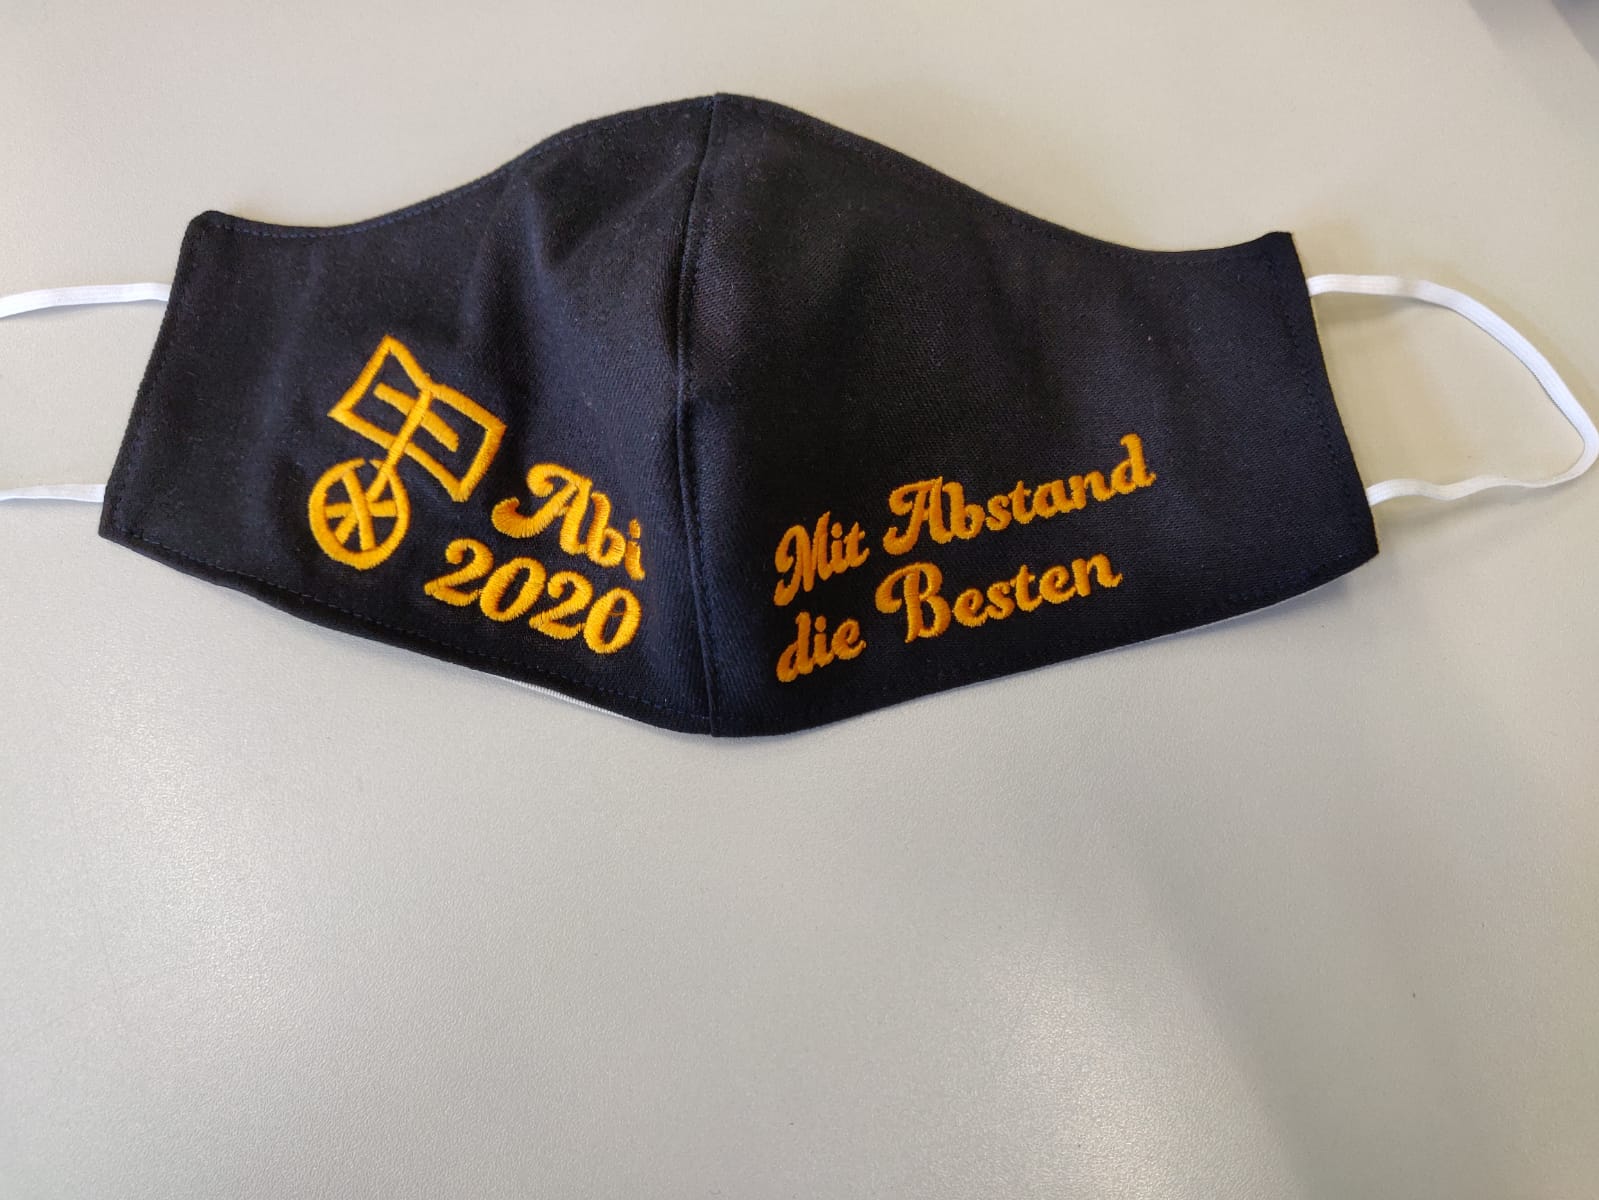 Abi
2020
Mit Abstand
die Besten